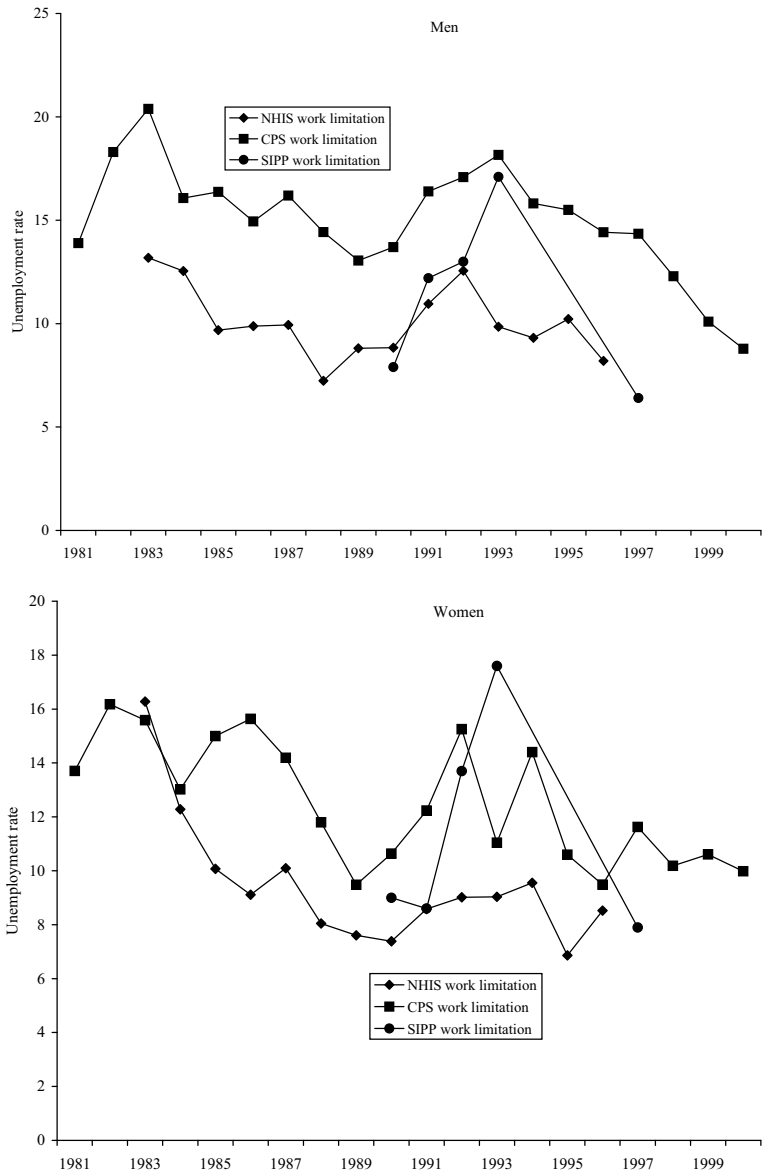 Men
25
20
15
10
5
0
Unemployment rate
NHIS work limitation
CPS work limitation
SIPP work limitation
1981 1983 1985 1987 1989 1991 1993 1995 1997 1999
Women
20
18
16
14
12
10
8
6
4
2
0
Unemployment rate
NHIS work limitation
CPS work limitation
SIPP work limitation
1981 1983 1985 1987 1989 1991 1993 1995 1997 1999